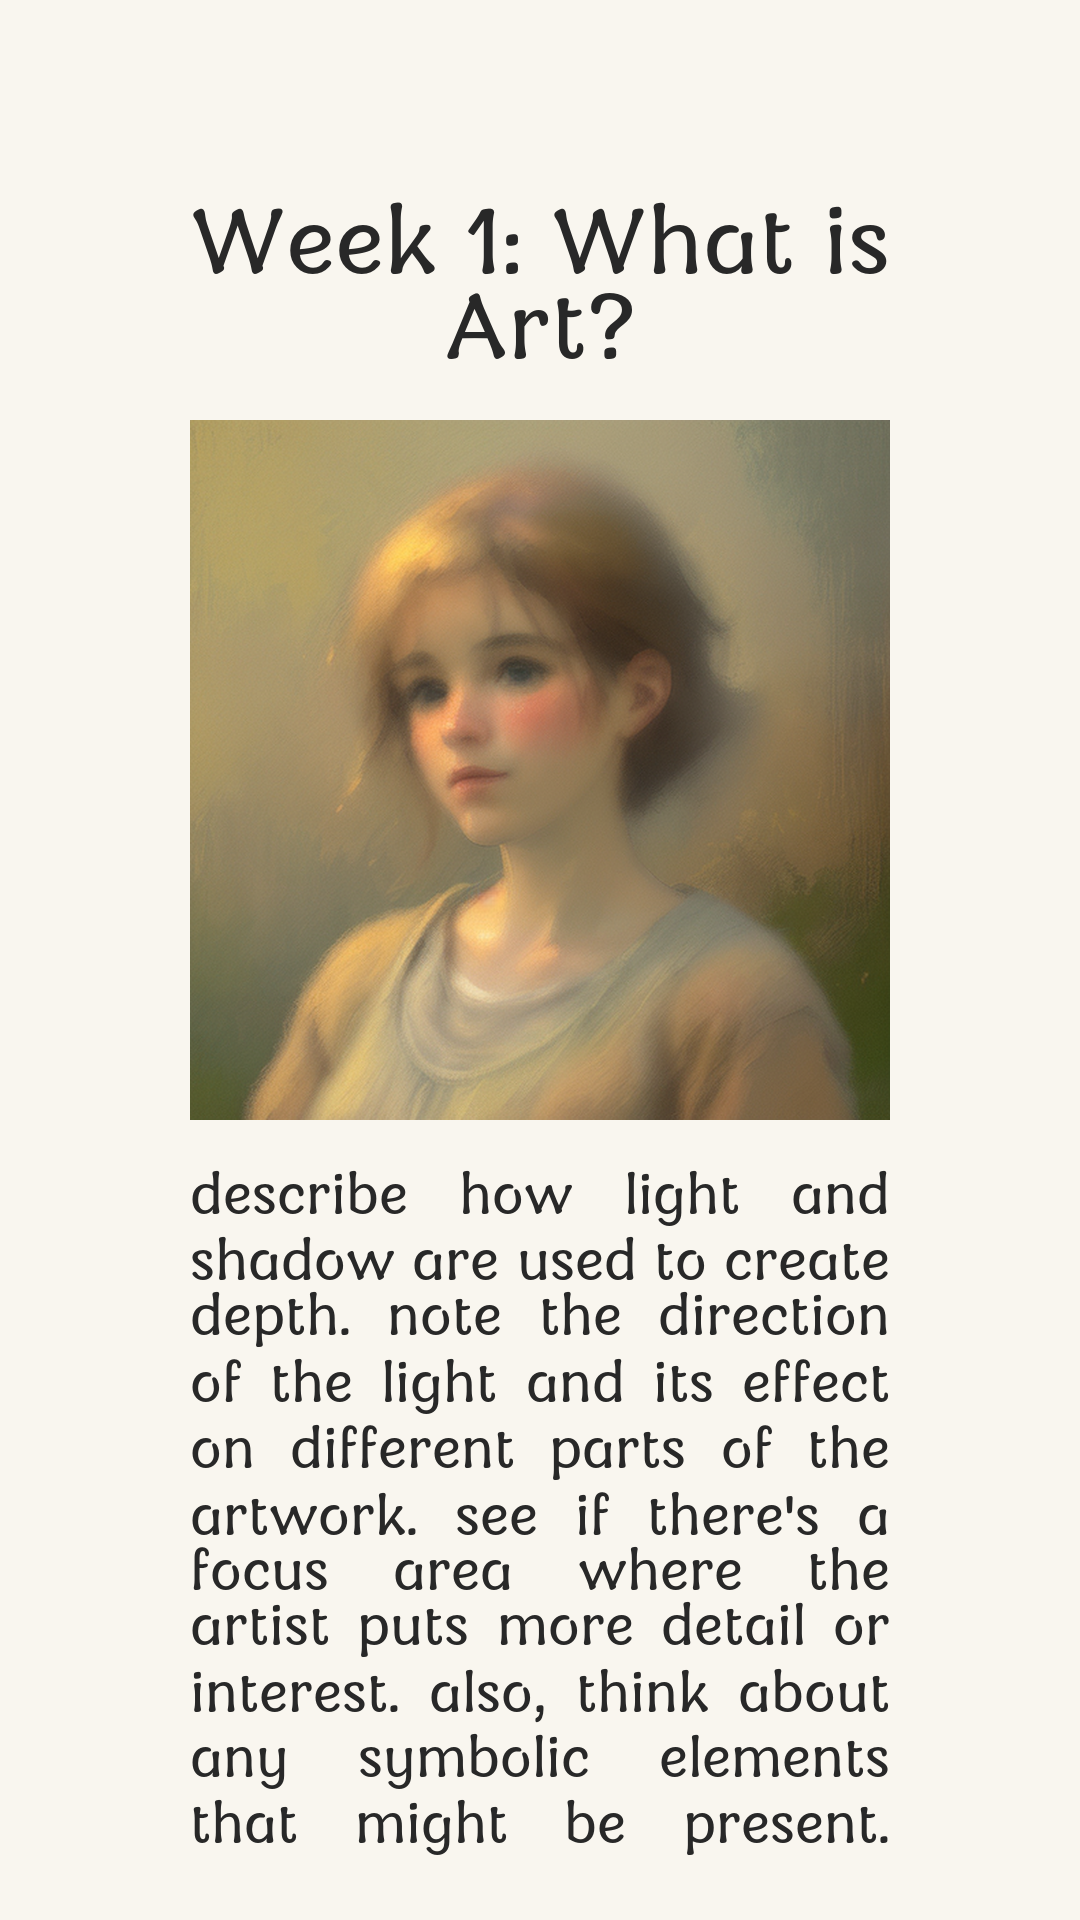 Week 1: What is
Art?
describe how light and
shadow are used to create
depth. note the direction
of the light and its effect
on different parts of the
artwork. see if there's a
focus area where the
artist puts more detail or
interest. also, think about
any symbolic elements
that might be present.